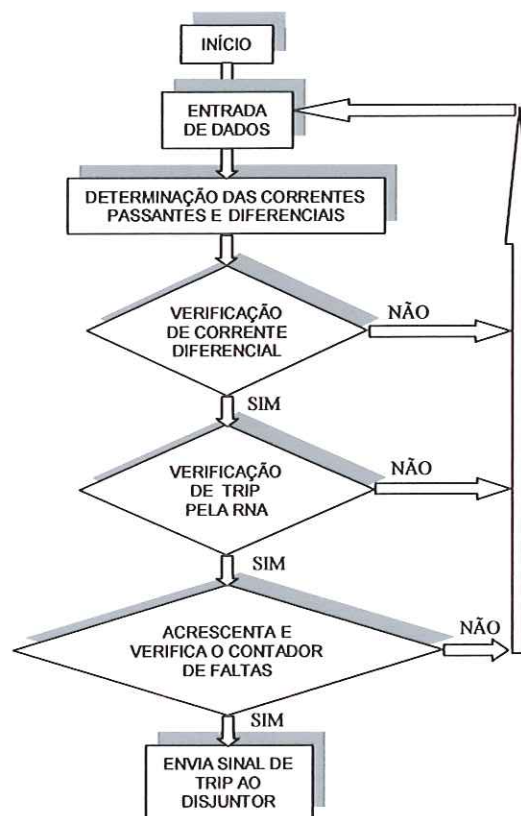 INÍCIO
ENTRADA
DE DADOS
DETERMINAÇÃO DAS CORRENTES
PASSANTES E DIFERENCIAIS
VERIFICAÇÃO
DE CORRENTE
DIFERENCIAL
NÃO
SIM
VERIFICAÇÃO
DE TRIP
PELA RNA
NÃO
SIM
ACRESCENTA E
VERIFICA O CONTADOR
DE FALTAS
NÃO
SIM
ENVIA SINAL DE
TRIP AO
DISJUNTOR